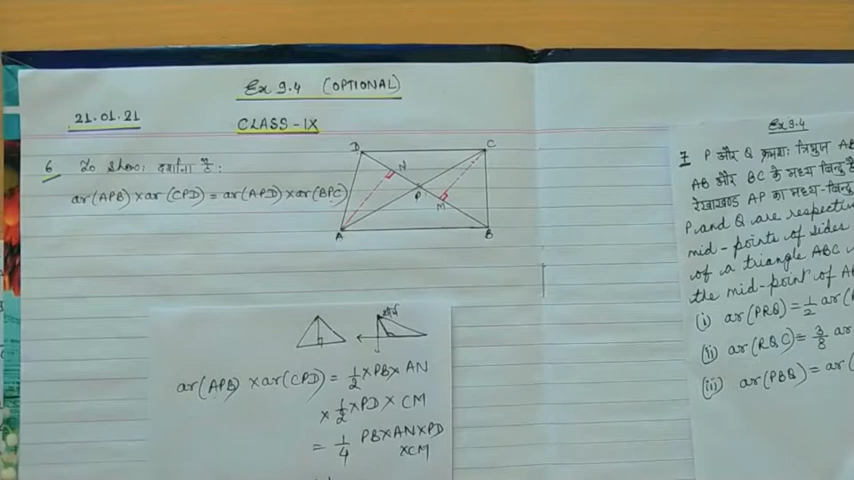 Ex 9.4 (OPTIONAL)
21.01.21
CLASS-IX
6 To Show: दर्शाना है:
ar(APB)×ar(CPD)=ar(APD)×ar(BPC)
D
C
N
P
M
A
B
ar(APB)×ar(CPD)=1/2×PB×AN
×1/2×PD×CM
=1/4 PB×AN×PD
×CM
Ex 9.4
7 P और Q क्रमशः त्रिभुज AB
AB और BC के मध्य बिन्दु है
रेखाखण्ड AP का मध्य-बिन्दु
P and Q are respectiv
mid-points of sides
of a triangle ABC
the mid-point of AP
(i) ar(PRQ)=1/2 ar(
(ii) ar(RQC)=3/8 ar
(iii) ar(PBQ)=ar(